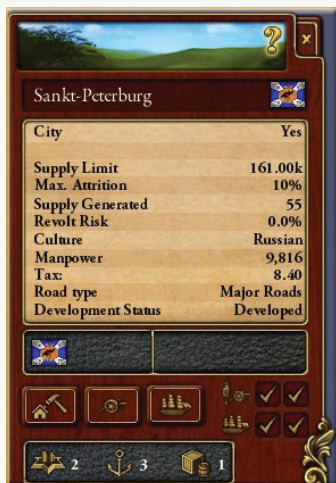 ?
×
Sankt-Peterburg
City Yes
Supply Limit 161.00k
Max. Attrition 10%
Supply Generated 55
Revolt Risk 0.0%
Culture Russian
Manpower 9,816
Tax: 8.40
Road type Major Roads
Development Status Developed
2 3 1